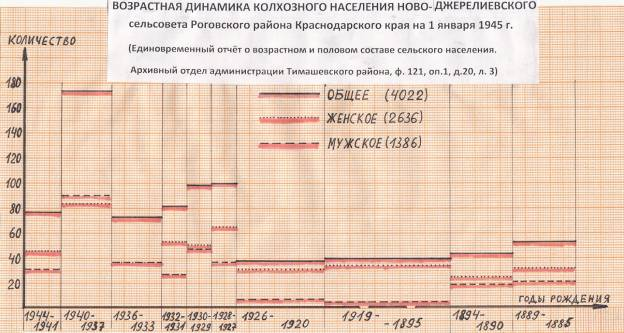 ВОЗРАСТНАЯ ДИНАМИКА КОЛХОЗНОГО НАСЕЛЕНИЯ НОВО-ДЖЕРЕЛИЕВСКОГО
сельсовета Роговского района Краснодарского края на 1 января 1945 г.
(Единовременный отчёт о возрастном и половом составе сельского населения.
Архивный отдел администрации Тимашевского района, ф. 121, оп.1, д.20, л. 3)
КОЛИЧЕСТВО
180
160
140
120
100
80
60
40
20
ОБЩЕЕ (4022)
ЖЕНСКОЕ (2636)
МУЖСКОЕ (1386)
ГОДЫ РОЖДЕНИЯ
1944-1941
1940-1937
1936-1933
1932-1931
1930-1929
1928-1927
1926-1920
1919-1895
1894-1890
1889-1885